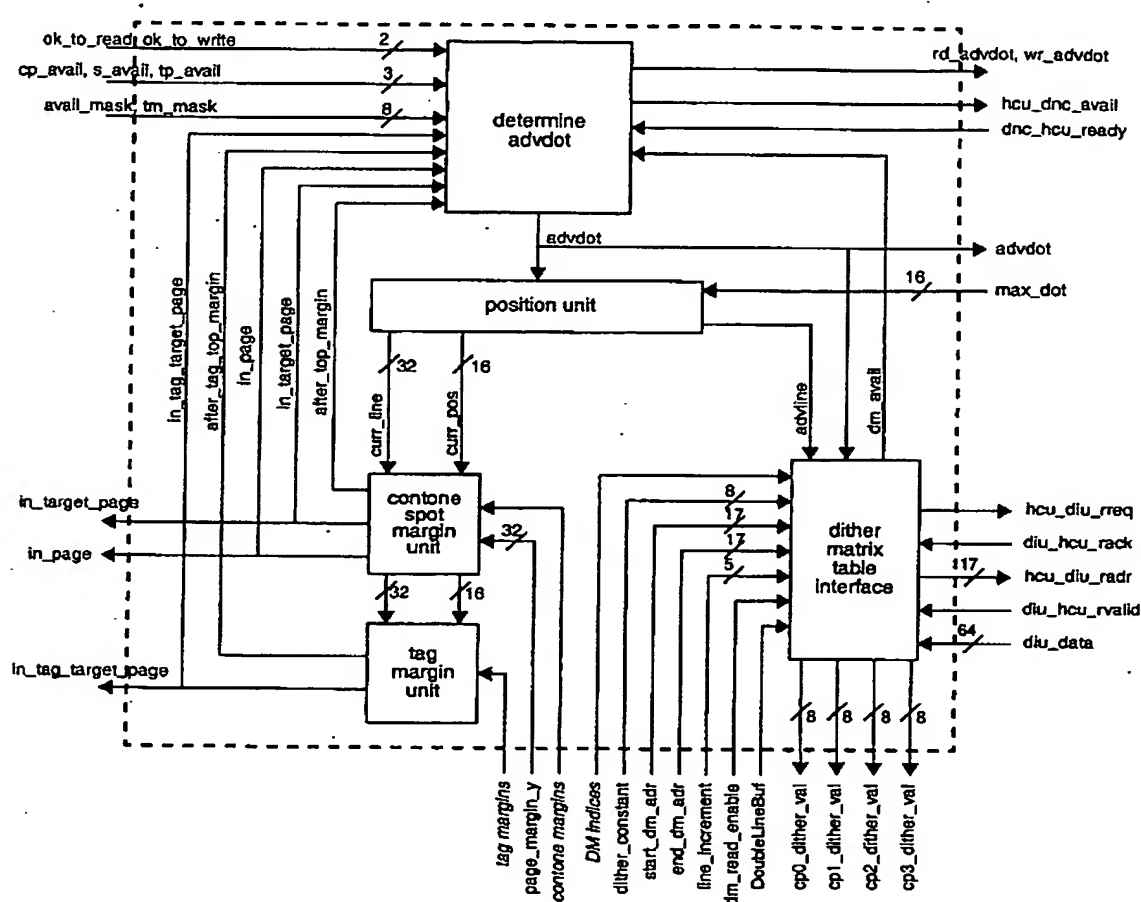 ok_to_read, ok_to_write
2
rd_advdot, wr_advdot
cp_avail, s_avail, tp_avail
3
hcu_dnc_avail
avail_mask, tm_mask
8
determine
advdot
dnc_hcu_ready
advdot
advdot
16
max_dot
position unit
in_tag_target_page
after_tag_top_margin
in_page
in_target_page
after_top_margin
32
16
curr_line
curr_pos
advline
dm_avail
in_target_page
in_page
contone
spot
margin
unit
32
8
17
17
5
dither
matrix
table
interface
hcu_diu_rreq
diu_hcu_rack
17
hcu_diu_radr
diu_hcu_rvalid
64
diu_data
32
16
in_tag_target_page
tag
margin
unit
8
8
8
8
tag margins
page_margin_y
contone margins
DM indices
dither_constant
start_dm_adr
end_dm_adr
line_increment
dm_read_enable
DoubleLineBuf
cp0_dither_val
cp1_dither_val
cp2_dither_val
cp3_dither_val